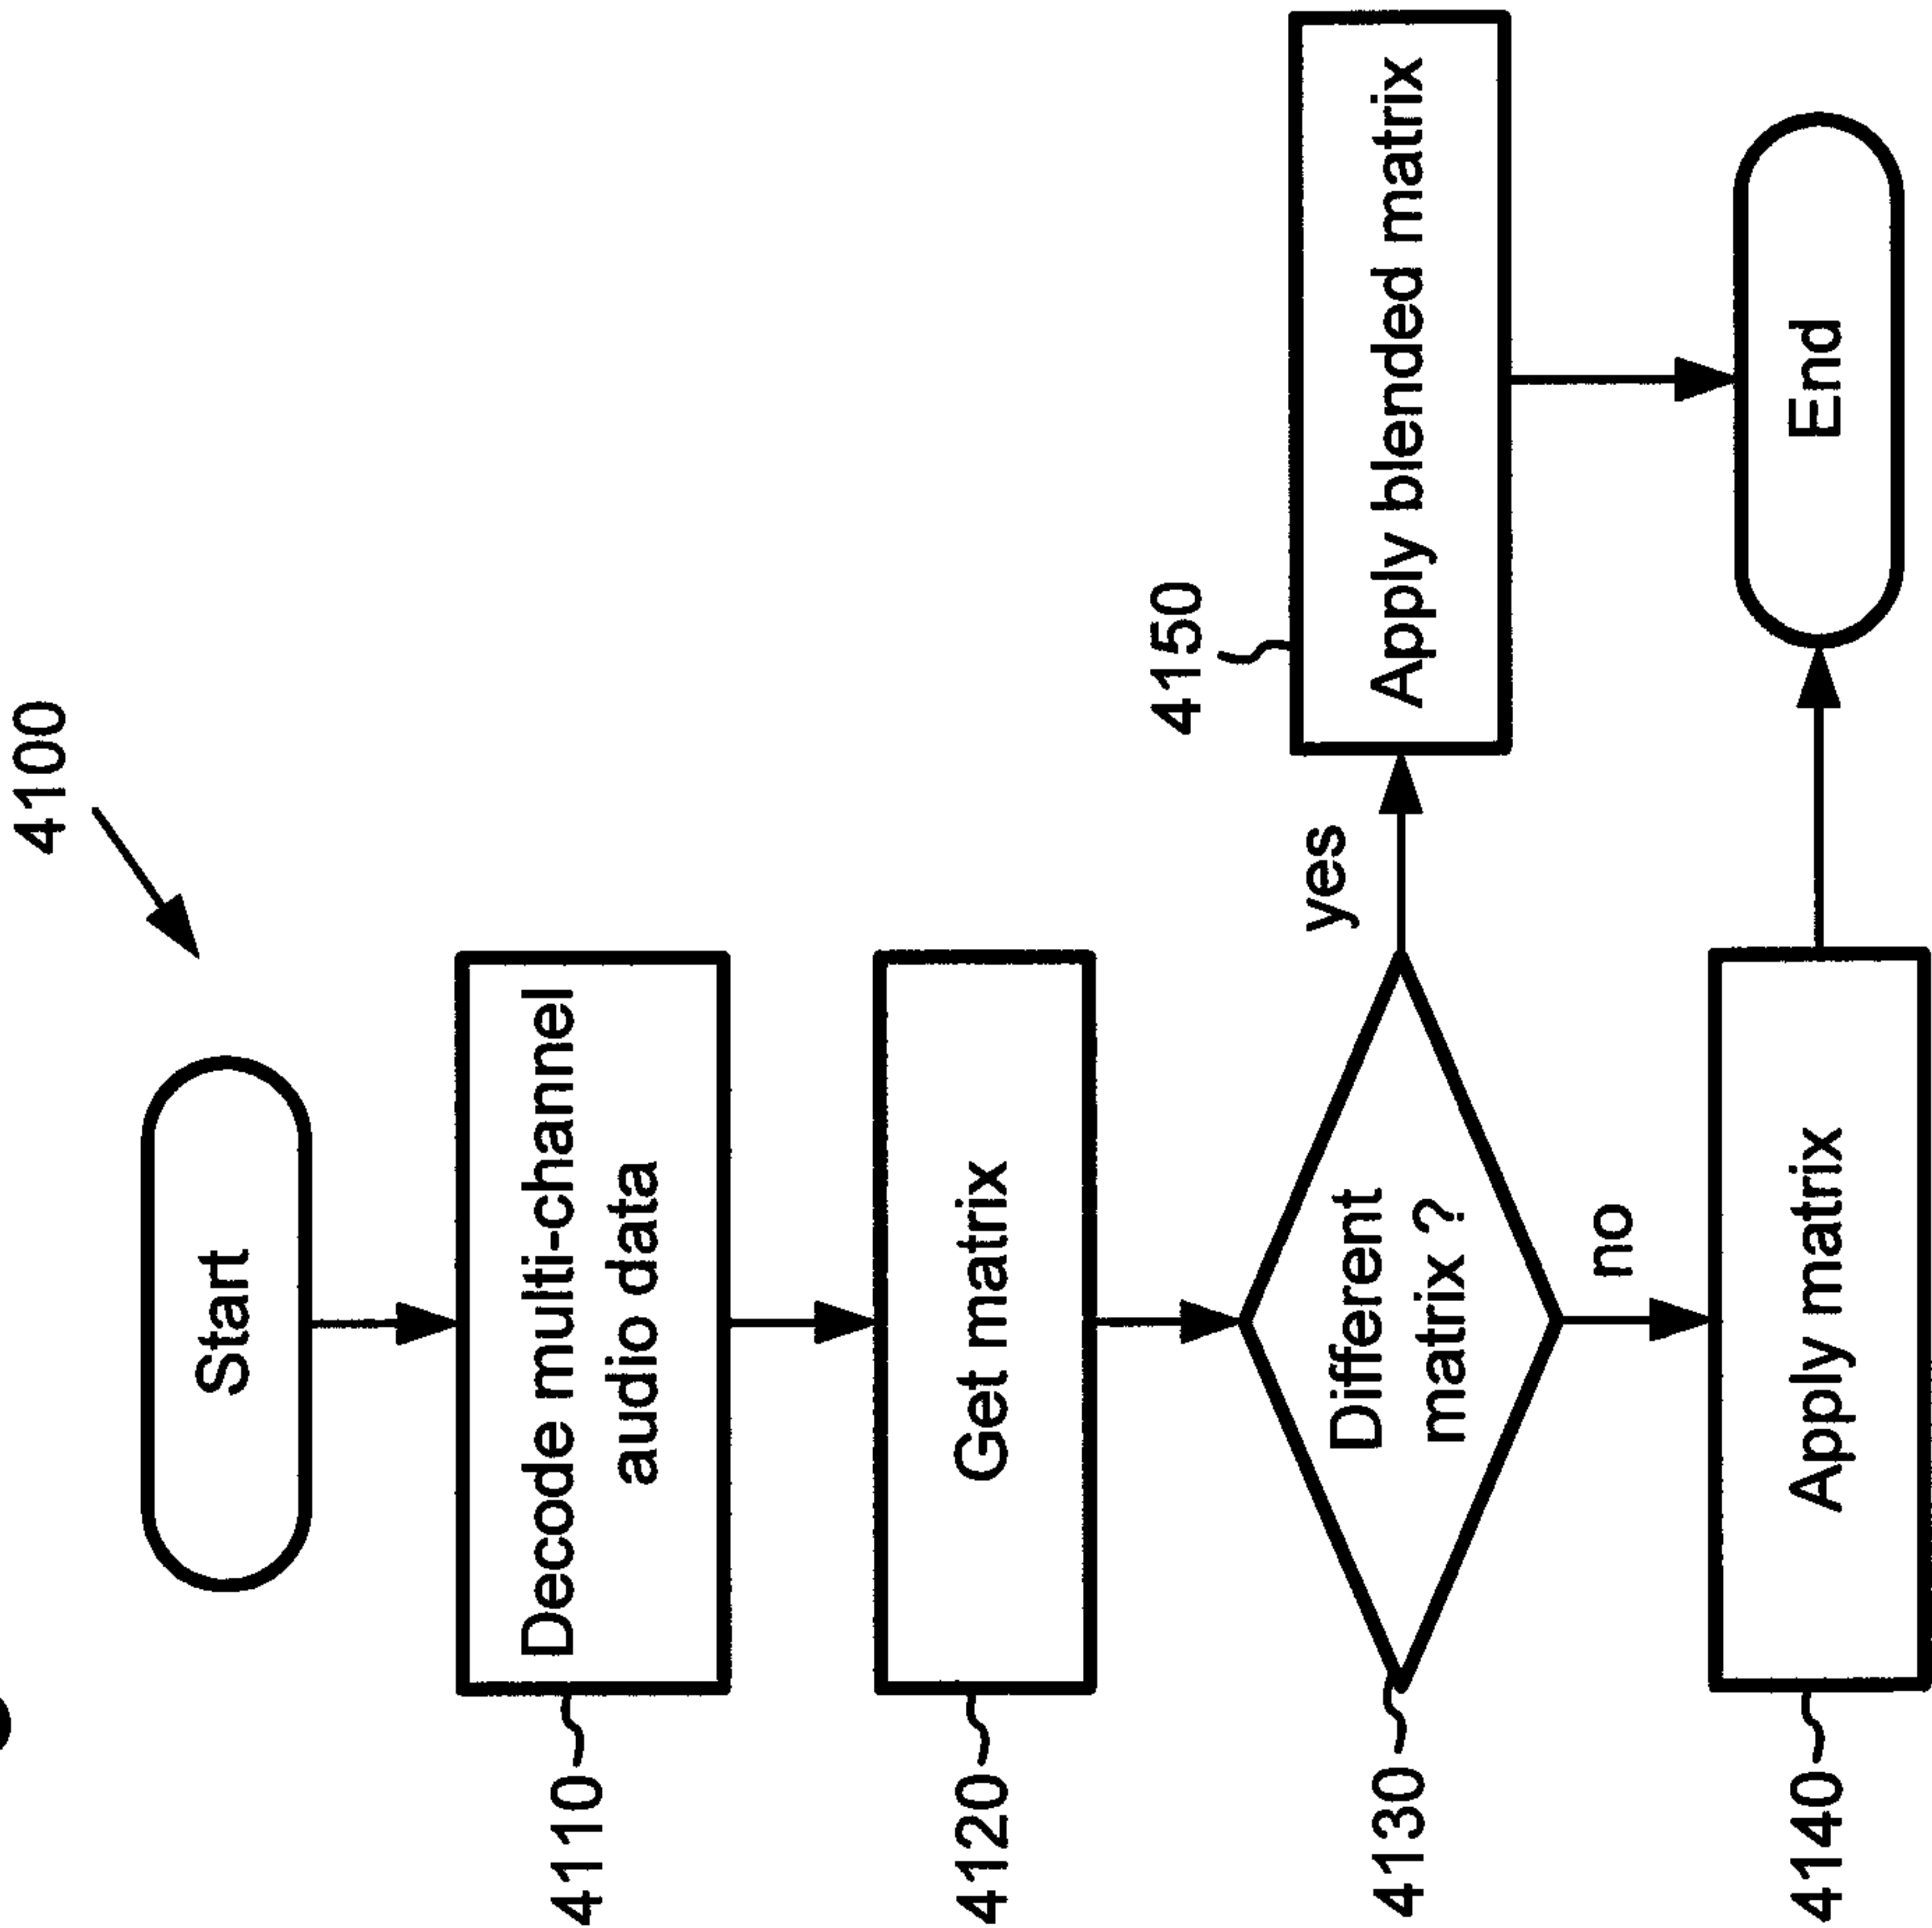 4100
Start
4110
Decode multi-channel
audio data
4120
Get matrix
4130
Different
matrix ?
yes
4150
Apply blended matrix
no
4140
Apply matrix
End